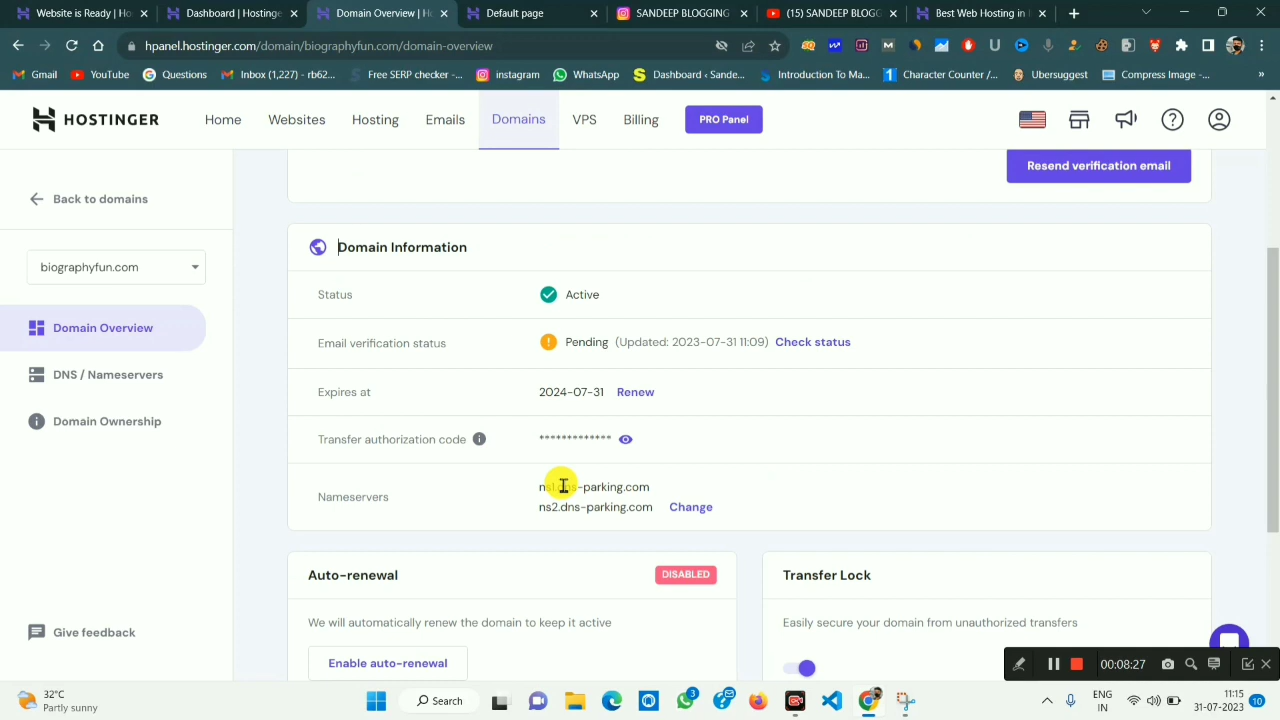 Website is ready | Ho
Dashboard | Hostinge
Domain Overview | H
Default page
SANDEEP BLOGGING
(15) SANDEEP BLOGG
Best Web Hosting in I
hpanel.hostinger.com/domain/biographyfun.com/domain-overview
Gmail
YouTube
Questions
Inbox (1,227) - rb62...
Free SERP checker -...
instagram
WhatsApp
Dashboard ‹ Sande...
Introduction To Ma...
Character Counter /...
Ubersuggest
Compress Image -...
HOSTINGER
Home
Websites
Hosting
Emails
Domains
VPS
Billing
PRO Panel
Back to domains
biographyfun.com
Domain Overview
DNS / Nameservers
Domain Ownership
Give feedback
Resend verification email
Domain Information
Status
Active
Email verification status
Pending (Updated: 2023-07-31 11:09) Check status
Expires at
2024-07-31 Renew
Transfer authorization code
*************
Nameservers
ns1.dns-parking.com
ns2.dns-parking.com Change
Auto-renewal
DISABLED
We will automatically renew the domain to keep it active
Enable auto-renewal
Transfer Lock
Easily secure your domain from unauthorized transfers
00:08:27
32°C
Partly sunny
Search
3
ENG
IN
11:15
31-07-2023
10